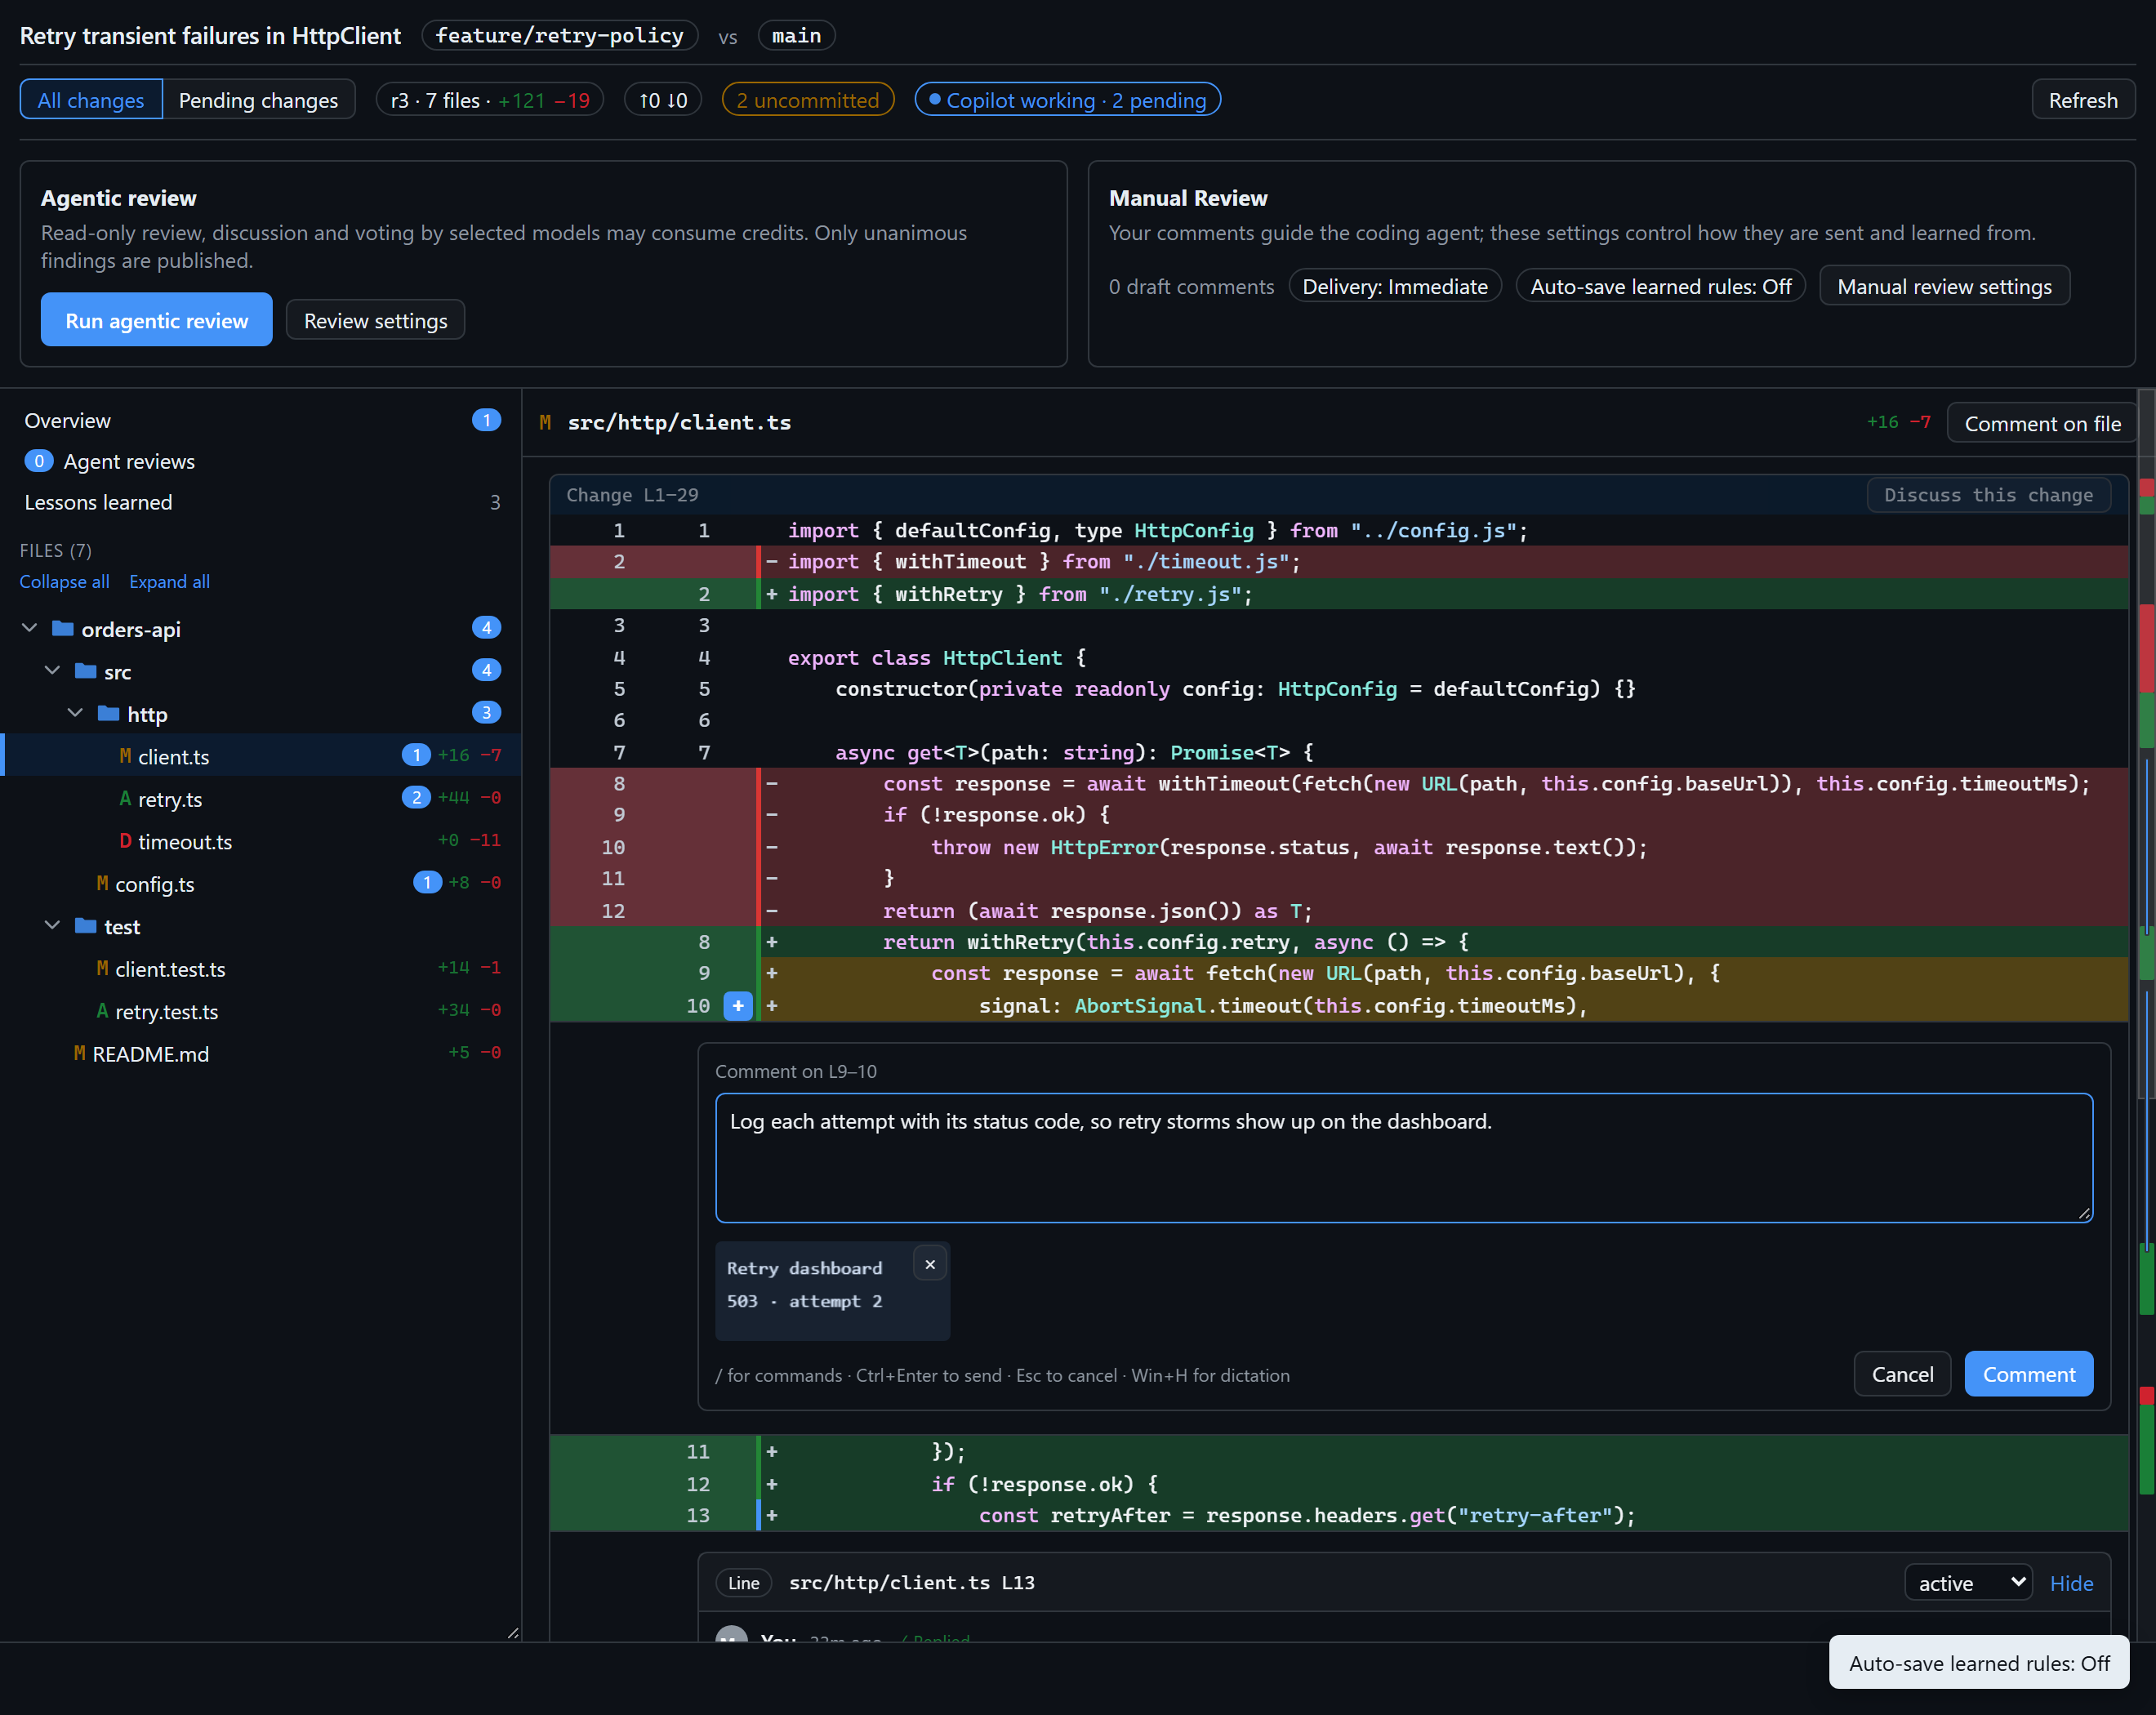 Retry transient failures in HttpClient feature/retry-policy vs main
All changes Pending changes r3 · 7 files · +121 −19 ↑0 ↓0 2 uncommitted Copilot working · 2 pending Refresh
Agentic review
Read-only review, discussion and voting by selected models may consume credits. Only unanimous
findings are published.
Run agentic review Review settings
Manual Review
Your comments guide the coding agent; these settings control how they are sent and learned from.
0 draft comments Delivery: Immediate Auto-save learned rules: Off Manual review settings
Overview 1
0 Agent reviews
Lessons learned 3
FILES (7)
Collapse all Expand all
orders-api 4
src 4
http 3
M client.ts 1 +16 −7
A retry.ts 2 +44 −0
D timeout.ts +0 −11
M config.ts 1 +8 −0
test
M client.test.ts +14 −1
A retry.test.ts +34 −0
M README.md +5 −0
M src/http/client.ts +16 −7 Comment on file
Change L1–29 Discuss this change
1 1 import { defaultConfig, type HttpConfig } from "../config.js";
2 − import { withTimeout } from "./timeout.js";
2 + import { withRetry } from "./retry.js";
3 3
4 4 export class HttpClient {
5 5 constructor(private readonly config: HttpConfig = defaultConfig) {}
6 6
7 7 async get<T>(path: string): Promise<T> {
8 − const response = await withTimeout(fetch(new URL(path, this.config.baseUrl)), this.config.timeoutMs);
9 − if (!response.ok) {
10 − throw new HttpError(response.status, await response.text());
11 − }
12 − return (await response.json()) as T;
8 + return withRetry(this.config.retry, async () => {
9 + const response = await fetch(new URL(path, this.config.baseUrl), {
10 + + signal: AbortSignal.timeout(this.config.timeoutMs),
Comment on L9–10
Log each attempt with its status code, so retry storms show up on the dashboard.
Retry dashboard ×
503 · attempt 2
/ for commands · Ctrl+Enter to send · Esc to cancel · Win+H for dictation Cancel Comment
11 + });
12 + if (!response.ok) {
13 + const retryAfter = response.headers.get("retry-after");
Line src/http/client.ts L13 active Hide
You 22m ago ✓ Replied
Auto-save learned rules: Off